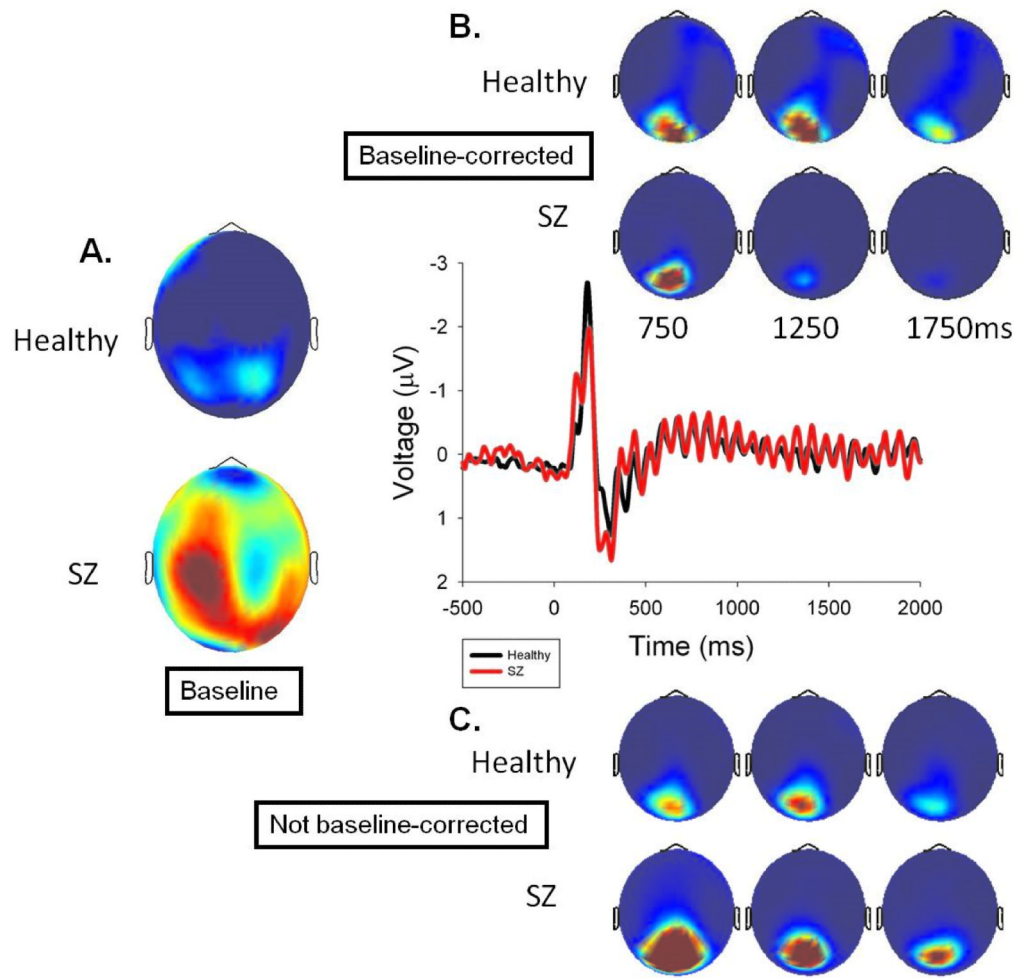 B.
Healthy
Baseline-corrected
SZ
750 1250 1750ms
A.
Healthy
SZ
Baseline
-3
-2
-1
0
1
2
Voltage (μV)
-500 0 500 1000 1500 2000
Time (ms)
Healthy
SZ
C.
Healthy
Not baseline-corrected
SZ